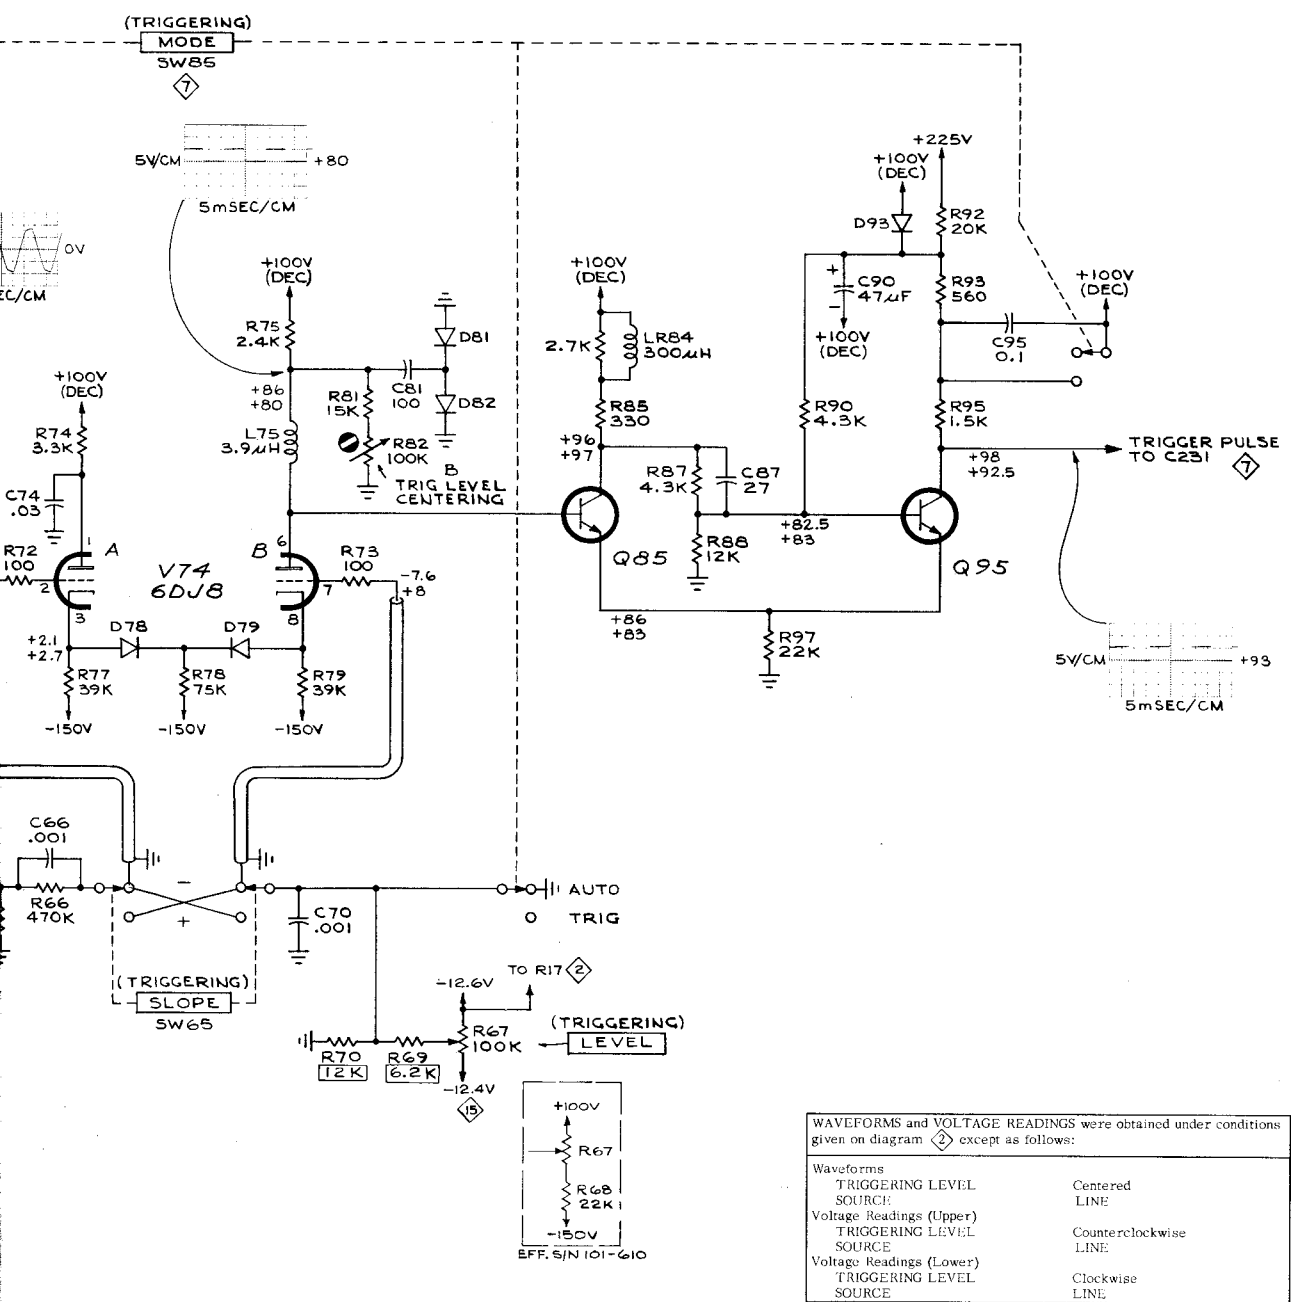 (TRIGGERING)
MODE
SW85
7
5V/CM
+80
5mSEC/CM
0V
EC/CM
+100V
(DEC)
R75
2.4K
+86
+80
L75
3.9μH
R81
15K
C81
100
D81
D82
R82
100K
B
TRIG LEVEL
CENTERING
+100V
(DEC)
R74
3.3K
C74
.03
R72
100
1
A
2
3
V74
6DJ8
B
6
7
8
R73
100
-7.6
+8
+2.1
+2.7
D78
D79
R77
39K
R78
75K
R79
39K
-150V
-150V
-150V
+100V
(DEC)
2.7K
LR84
300μH
R85
330
+96
+97
R87
4.3K
C87
27
R88
12K
Q85
+86
+83
R97
22K
+82.5
+83
+100V
(DEC)
+225V
D93
R92
20K
+
C90
47μF
-
+100V
(DEC)
R93
560
+100V
(DEC)
C95
0.1
R90
4.3K
R95
1.5K
+98
+92.5
TRIGGER PULSE
TO C231
7
Q95
5V/CM
+93
5mSEC/CM
C66
.001
R66
470K
-
+
C70
.001
AUTO
TRIG
(TRIGGERING)
SLOPE
SW65
TO R17 2
-12.6V
R67
100K
(TRIGGERING)
LEVEL
R70
12K
R69
6.2K
-12.4V
15
+100V
R67
R68
22K
-150V
EFF. S/N 101-610
WAVEFORMS and VOLTAGE READINGS were obtained under conditions
given on diagram 2 except as follows:
Waveforms
TRIGGERING LEVEL Centered
SOURCE LINE
Voltage Readings (Upper)
TRIGGERING LEVEL Counterclockwise
SOURCE LINE
Voltage Readings (Lower)
TRIGGERING LEVEL Clockwise
SOURCE LINE